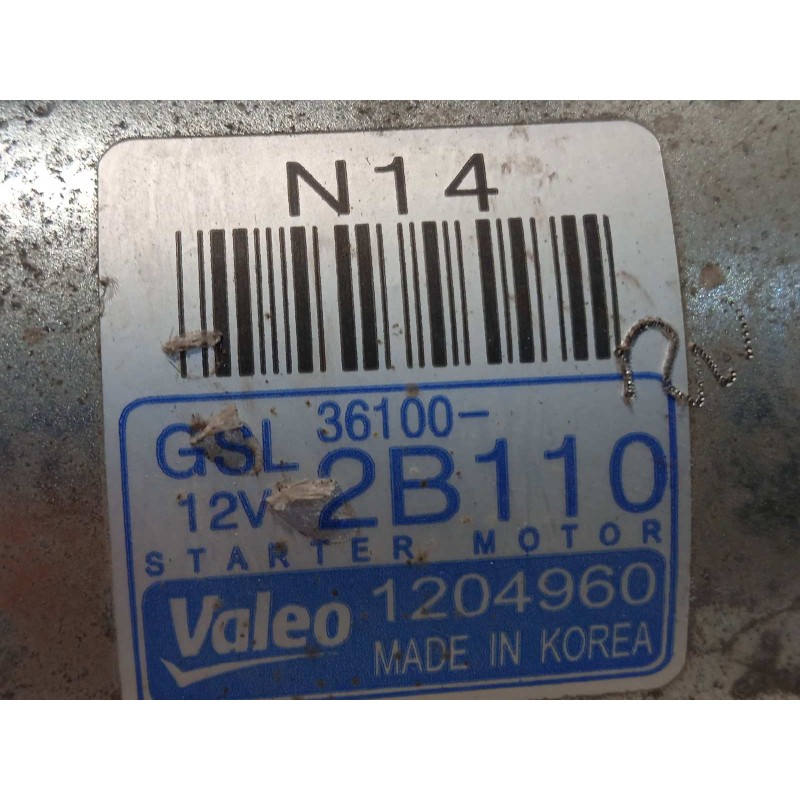 N14
GSL 36100-
12V 2B110
STARTER MOTOR
Valeo 1204960
MADE IN KOREA